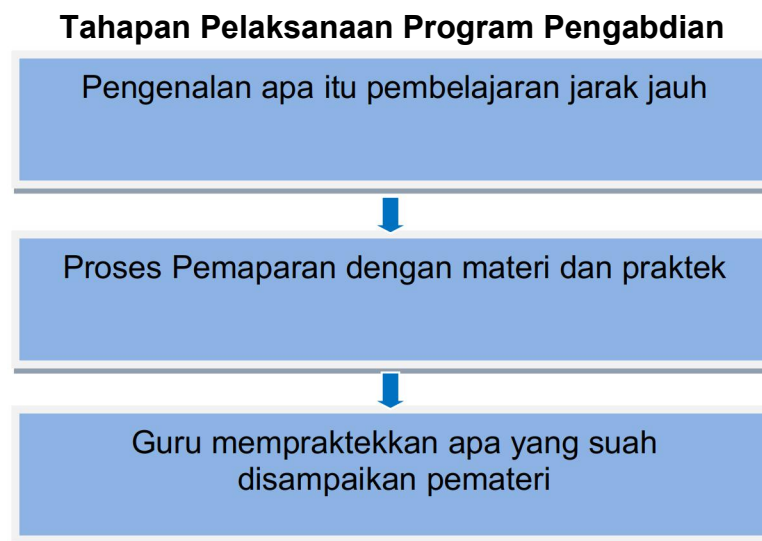 Tahapan Pelaksanaan Program Pengabdian
Pengenalan apa itu pembelajaran jarak jauh
Proses Pemaparan dengan materi dan praktek
Guru mempraktekkan apa yang suah
disampaikan pemateri